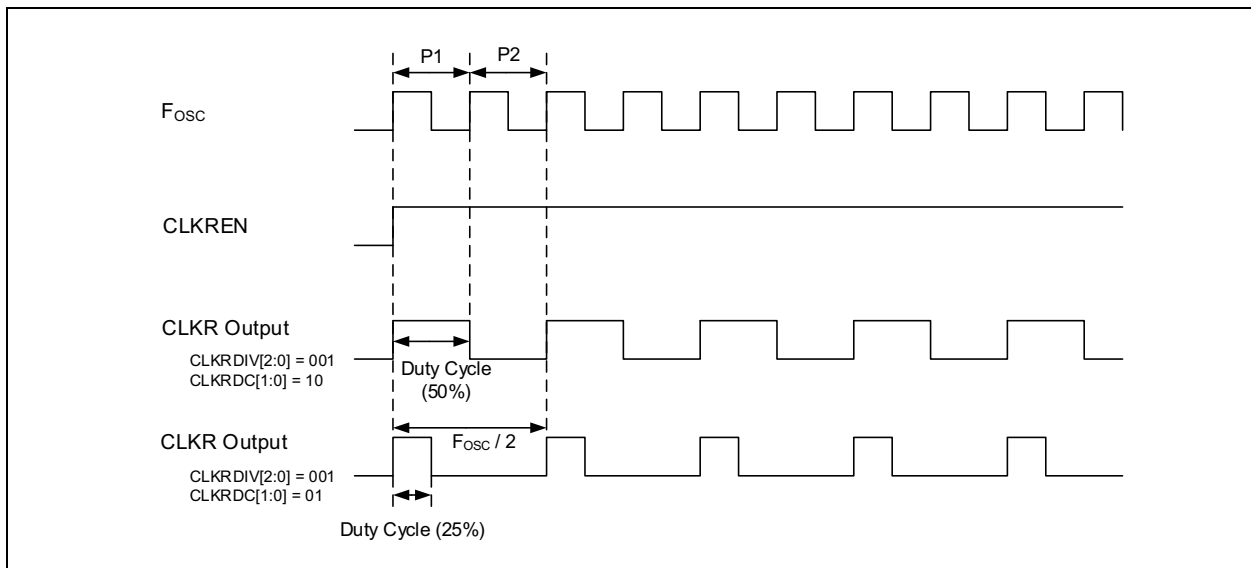 P1
P2
FOSC
CLKREN
CLKR Output
CLKRDIV[2:0] = 001
CLKRDC[1:0] = 10
Duty Cycle
(50%)
FOSC / 2
CLKR Output
CLKRDIV[2:0] = 001
CLKRDC[1:0] = 01
Duty Cycle (25%)